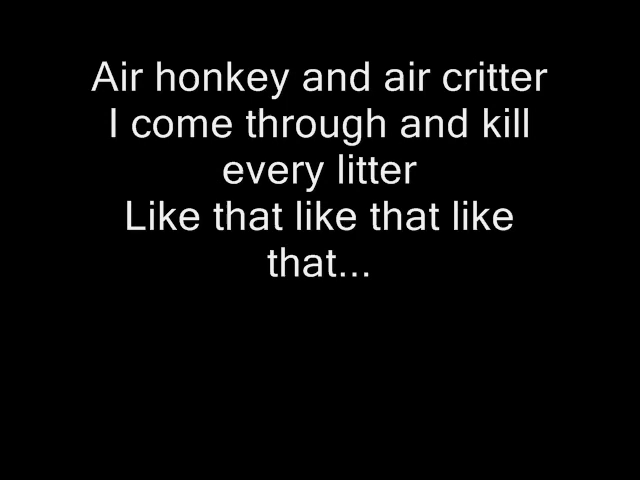 Air honkey and air critter
I come through and kill
every litter
Like that like that like
that...